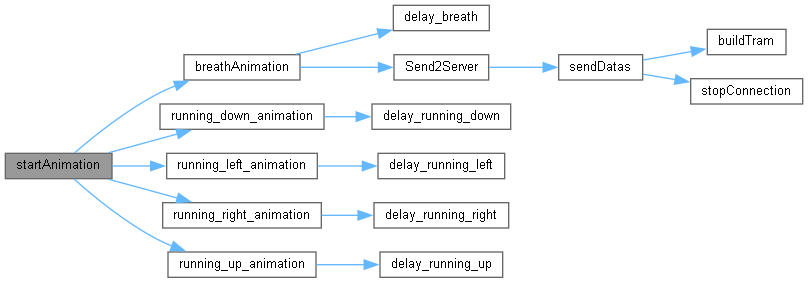 startAnimation
breathAnimation
delay_breath
Send2Server
sendDatas
buildTram
stopConnection
running_down_animation
delay_running_down
running_left_animation
delay_running_left
running_right_animation
delay_running_right
running_up_animation
delay_running_up